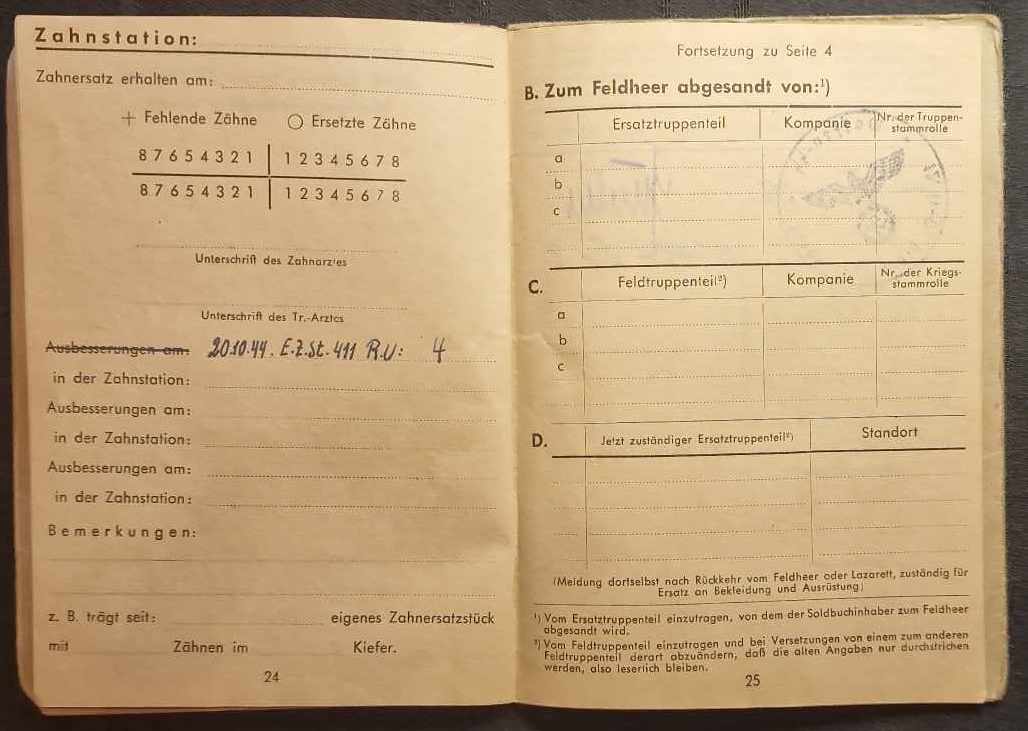 Zahnstation:
Zahnersatz erhalten am:
+ Fehlende Zähne ○ Ersetzte Zähne
8 7 6 5 4 3 2 1 | 1 2 3 4 5 6 7 8
8 7 6 5 4 3 2 1 | 1 2 3 4 5 6 7 8
Unterschrift des Zahnarztes
Unterschrift des Tr.-Arztes
Ausbesserungen am: 20.10.44. E.Z.St. 411 R.U: 4
in der Zahnstation:
Ausbesserungen am:
in der Zahnstation:
Ausbesserungen am:
in der Zahnstation:
Bemerkungen:
z. B. trägt seit: eigenes Zahnersatzstück
mit Zähnen im Kiefer.
24
Fortsetzung zu Seite 4
B. Zum Feldheer abgesandt von:¹)
Ersatztruppenteil Kompanie Nr. der Truppen-
stammrolle
a
b
c
C. Feldtruppenteil²) Kompanie Nr. der Kriegs-
stammrolle
a
b
c
D. Jetzt zuständiger Ersatztruppenteil²) Standort
(Meldung dortselbst nach Rückkehr vom Feldheer oder Lazarett, zuständig für
Ersatz an Bekleidung und Ausrüstung)
¹) Vom Ersatztruppenteil einzutragen, von dem der Soldbuchinhaber zum Feldheer
abgesandt wird.
²) Vom Feldtruppenteil einzutragen und bei Versetzungen von einem zum anderen
Feldtruppenteil derart abzuändern, daß die alten Angaben nur durchstrichen
werden, also leserlich bleiben.
25